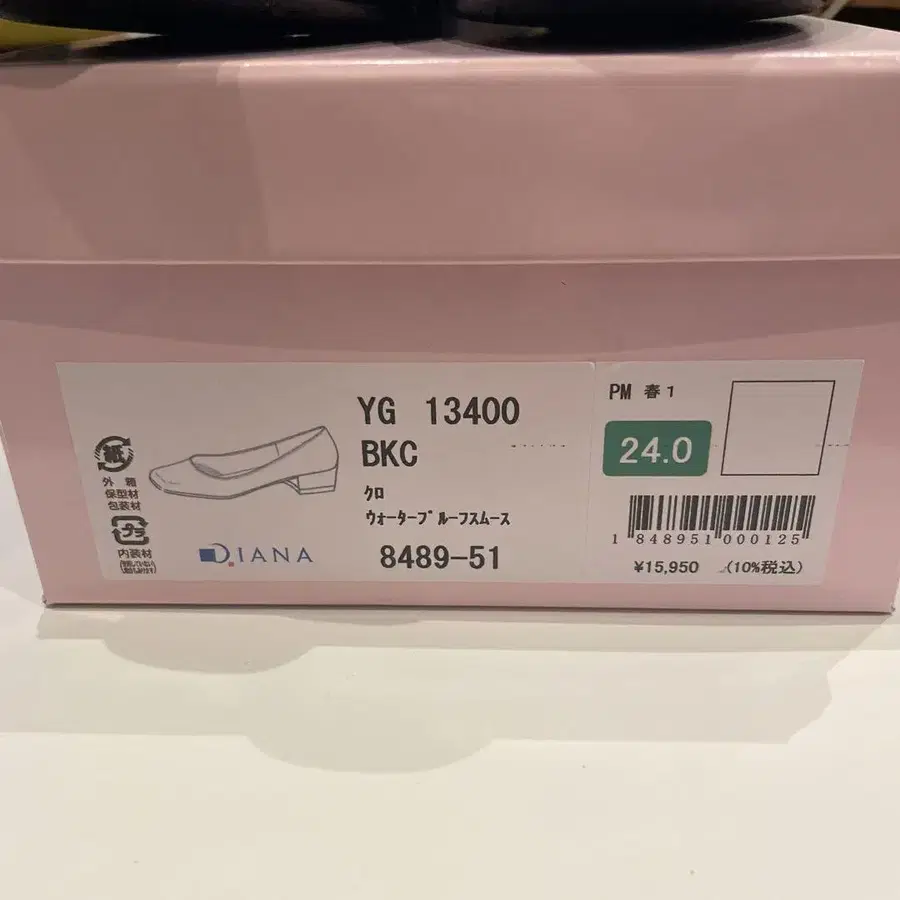 紙
外 箱
保型材
包装材
プラ
内装材
DIANA
YG 13400
BKC
クロ
ウォータープルーフスムース
8489-51
PM 春1
24.0
1 848951 000125
¥15,950 (10%税込)